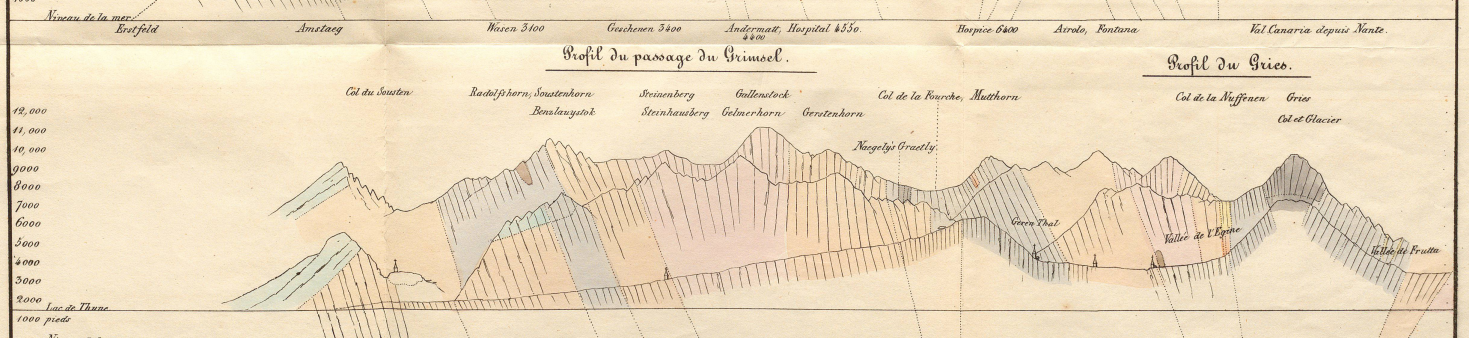 Niveau de la mer
Erstfeld Amstaeg Wasen 3100 Geschenen 3400 Andermatt, Hospital 4550. Hospice 6400 Airolo, Fontana Val Canaria depuis Nante.
4400
Profil du passage du Grimsel. Profil du Gries.
Col du Sousten Radolfshorn, Soustenhorn Steinenberg Gallenstock Col de la Fourche, Mutthorn Col de la Nuffenen Gries
Benzlauystok Steinhausberg Gelmerhorn Gerstenhorn Col et Glacier
12,000
11,000
10,000 Naegely's Graetly.
9000
8000
7000
6000 Geren Thal
5000 Vallée de l'Egine
4000 Vallée de Frutta
3000
2000 Lac de Thune
1000 pieds